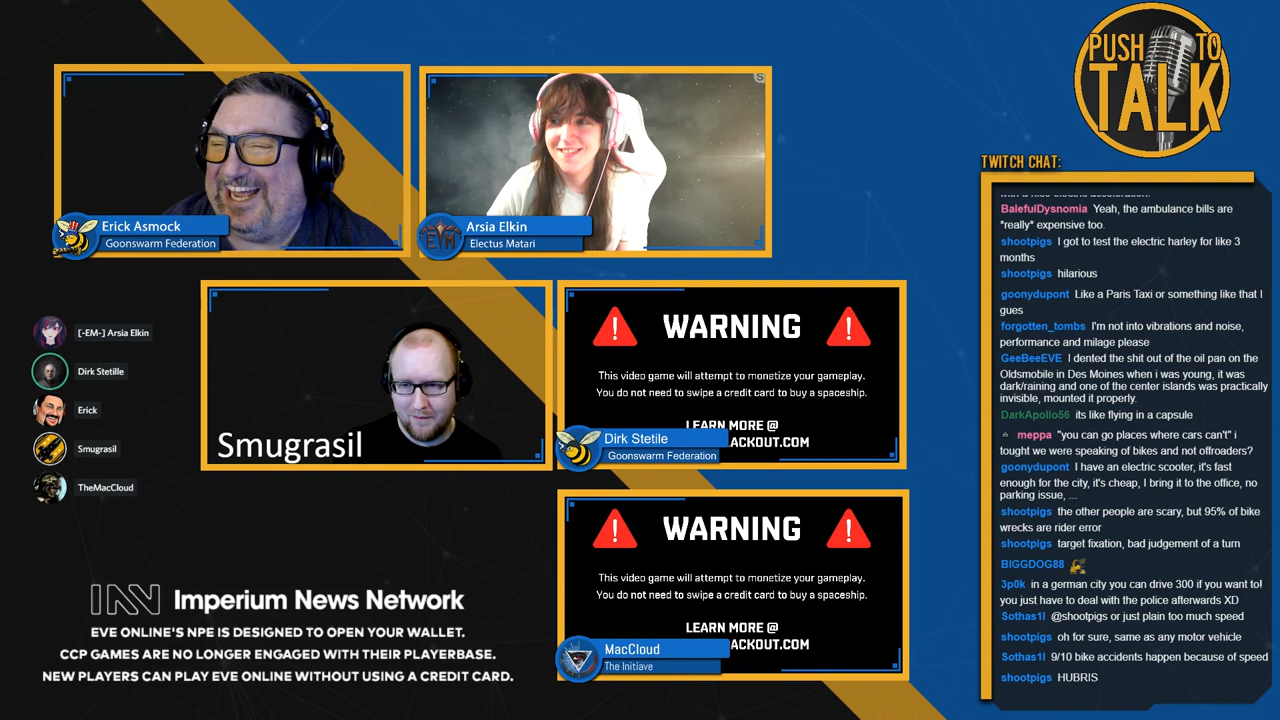 PUSH TO
TALK
Erick Asmock
Goonswarm Federation
Arsia Elkin
Electus Matari
EVM
S
[-EM-] Arsia Elkin
Dirk Stetille
Erick
Smugrasil
TheMacCloud
Smugrasil
WARNING
This video game will attempt to monetize your gameplay.
You do not need to swipe a credit card to buy a spaceship.
LEARN MORE @
ACKOUT.COM
Dirk Stetile
Goonswarm Federation
WARNING
This video game will attempt to monetize your gameplay.
You do not need to swipe a credit card to buy a spaceship.
LEARN MORE @
ACKOUT.COM
MacCloud
The Initiave
INN Imperium News Network
EVE ONLINE'S NPE IS DESIGNED TO OPEN YOUR WALLET.
CCP GAMES ARE NO LONGER ENGAGED WITH THEIR PLAYERBASE.
NEW PLAYERS CAN PLAY EVE ONLINE WITHOUT USING A CREDIT CARD.
TWITCH CHAT:
BalefulDysnomia Yeah, the ambulance bills are
*really* expensive too.
shootpigs I got to test the electric harley for like 3
months
shootpigs hilarious
goonydupont Like a Paris Taxi or something like that I
gues
forgotten_tombs I'm not into vibrations and noise,
performance and milage please
GeeBeeEVE I dented the shit out of the oil pan on the
Oldsmobile in Des Moines when i was young, it was
dark/raining and one of the center islands was practically
invisible, mounted it properly.
DarkApollo56 its like flying in a capsule
meppa "you can go places where cars can't" i
tought we were speaking of bikes and not offroaders?
goonydupont I have an electric scooter, it's fast
enough for the city, it's cheap, I bring it to the office, no
parking issue, ...
shootpigs the other people are scary, but 95% of bike
wrecks are rider error
shootpigs target fixation, bad judgement of a turn
BIGGDOG88
3p0k in a german city you can drive 300 if you want to!
you just have to deal with the police afterwards XD
Sothas1l @shootpigs or just plain too much speed
shootpigs oh for sure, same as any motor vehicle
Sothas1l 9/10 bike accidents happen because of speed
shootpigs HUBRIS